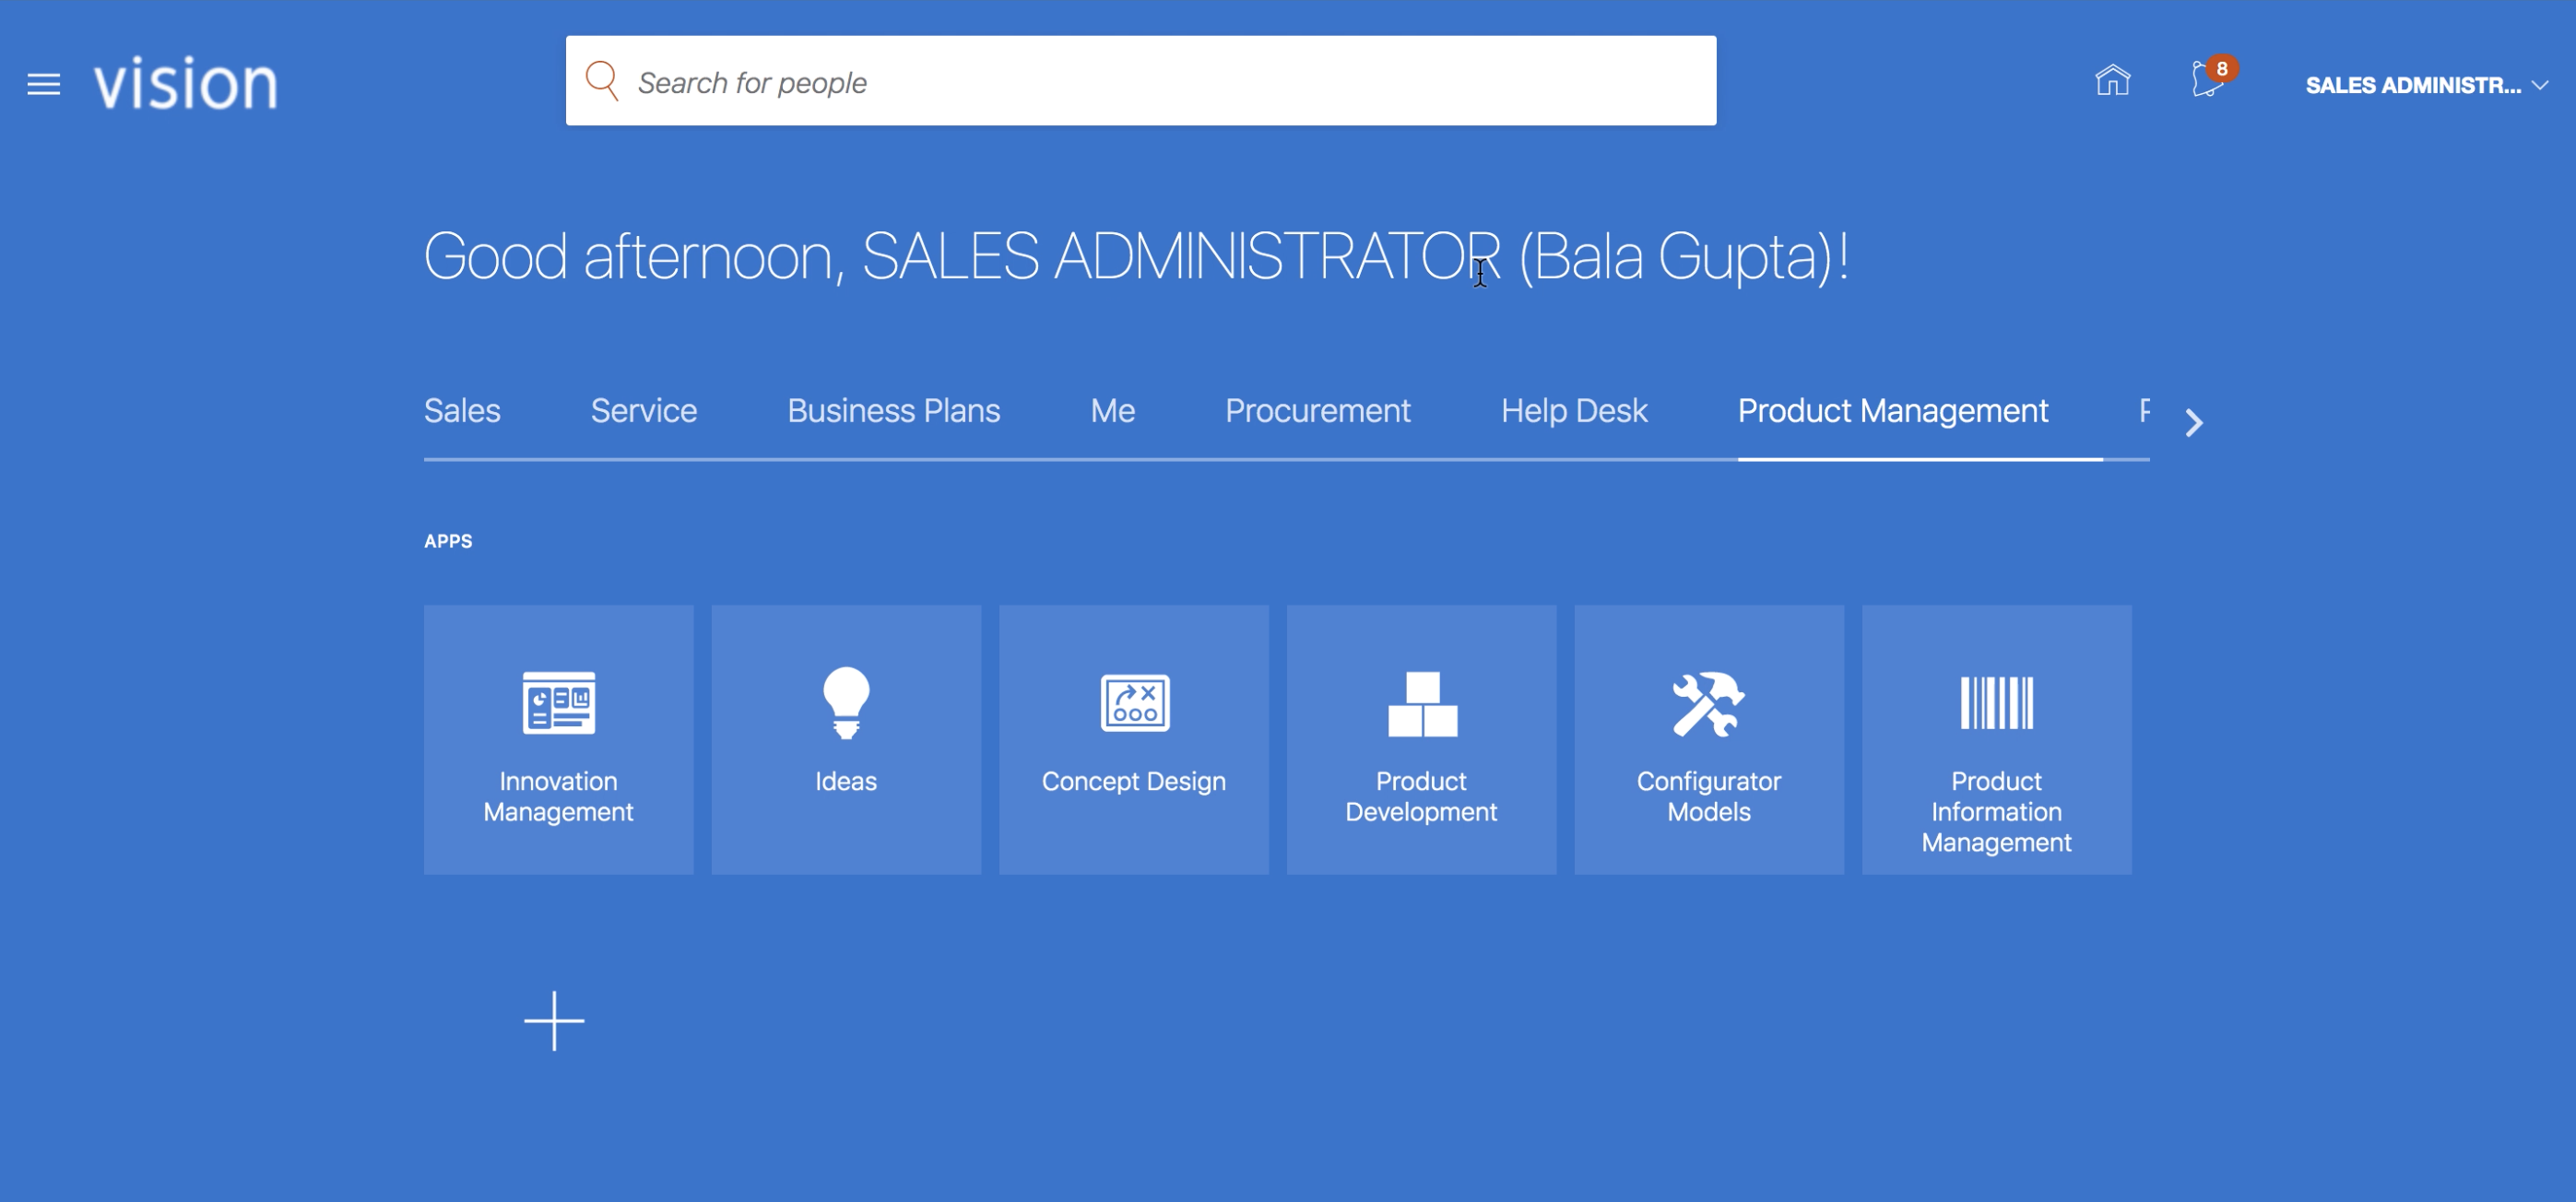 vision
Search for people
8
SALES ADMINISTR...
Good afternoon, SALES ADMINISTRATOR (Bala Gupta)!
Sales Service Business Plans Me Procurement Help Desk Product Management
APPS
Innovation
Management
Ideas
Concept Design
Product
Development
Configurator
Models
Product
Information
Management